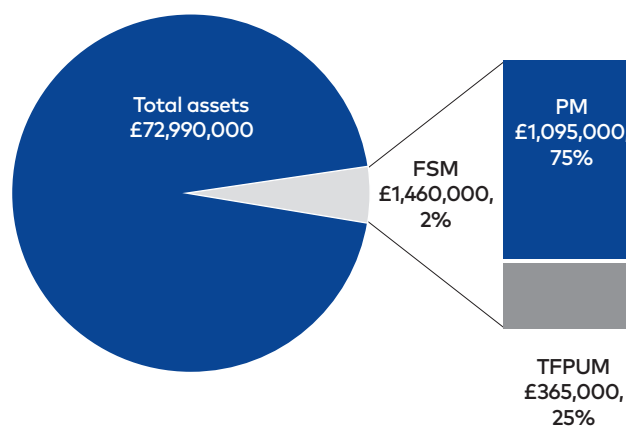 Total assets
£72,990,000
FSM
£1,460,000,
2%
PM
£1,095,000,
75%
TFPUM
£365,000,
25%